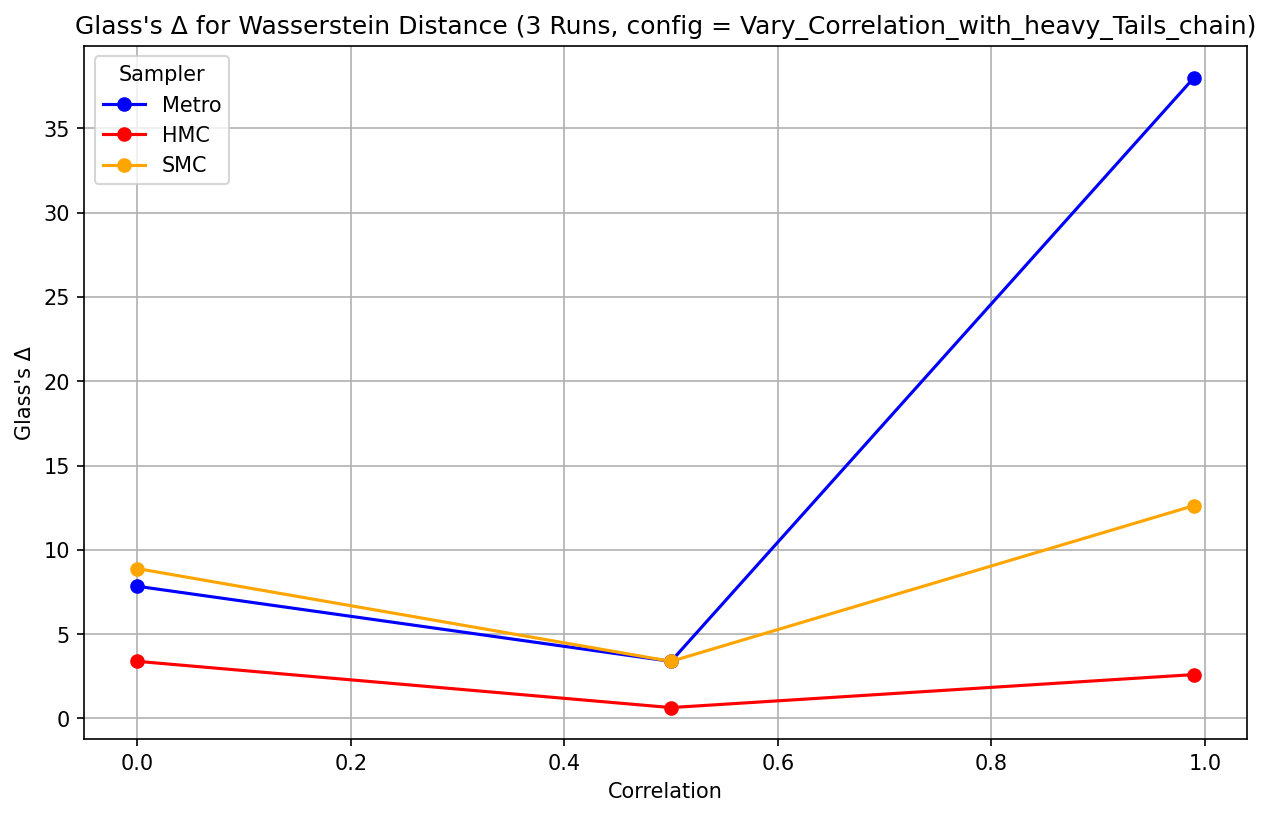 Glass's Δ for Wasserstein Distance (3 Runs, config = Vary_Correlation_with_heavy_Tails_chain)
Sampler
Metro
HMC
SMC
Glass's Δ
35
30
25
20
15
10
5
0
0.0 0.2 0.4 0.6 0.8 1.0
Correlation